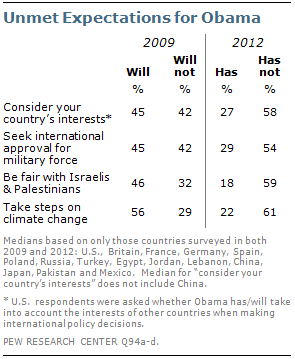 Unmet Expectations for Obama
2009 2012
Will Will not Has Has not
% % % %
Consider your country's interests* 45 42 27 58
Seek international approval for military force 45 42 29 54
Be fair with Israelis & Palestinians 46 32 18 59
Take steps on climate change 56 29 22 61
Medians based on only those countries surveyed in both
2009 and 2012: U.S., Britain, France, Germany, Spain,
Poland, Russia, Turkey, Egypt, Jordan, Lebanon, China,
Japan, Pakistan and Mexico. Median for "consider your
country's interests" does not include China.
* U.S. respondents were asked whether Obama has/will take
into account the interests of other countries when making
international policy decisions.
PEW RESEARCH CENTER Q94a-d.